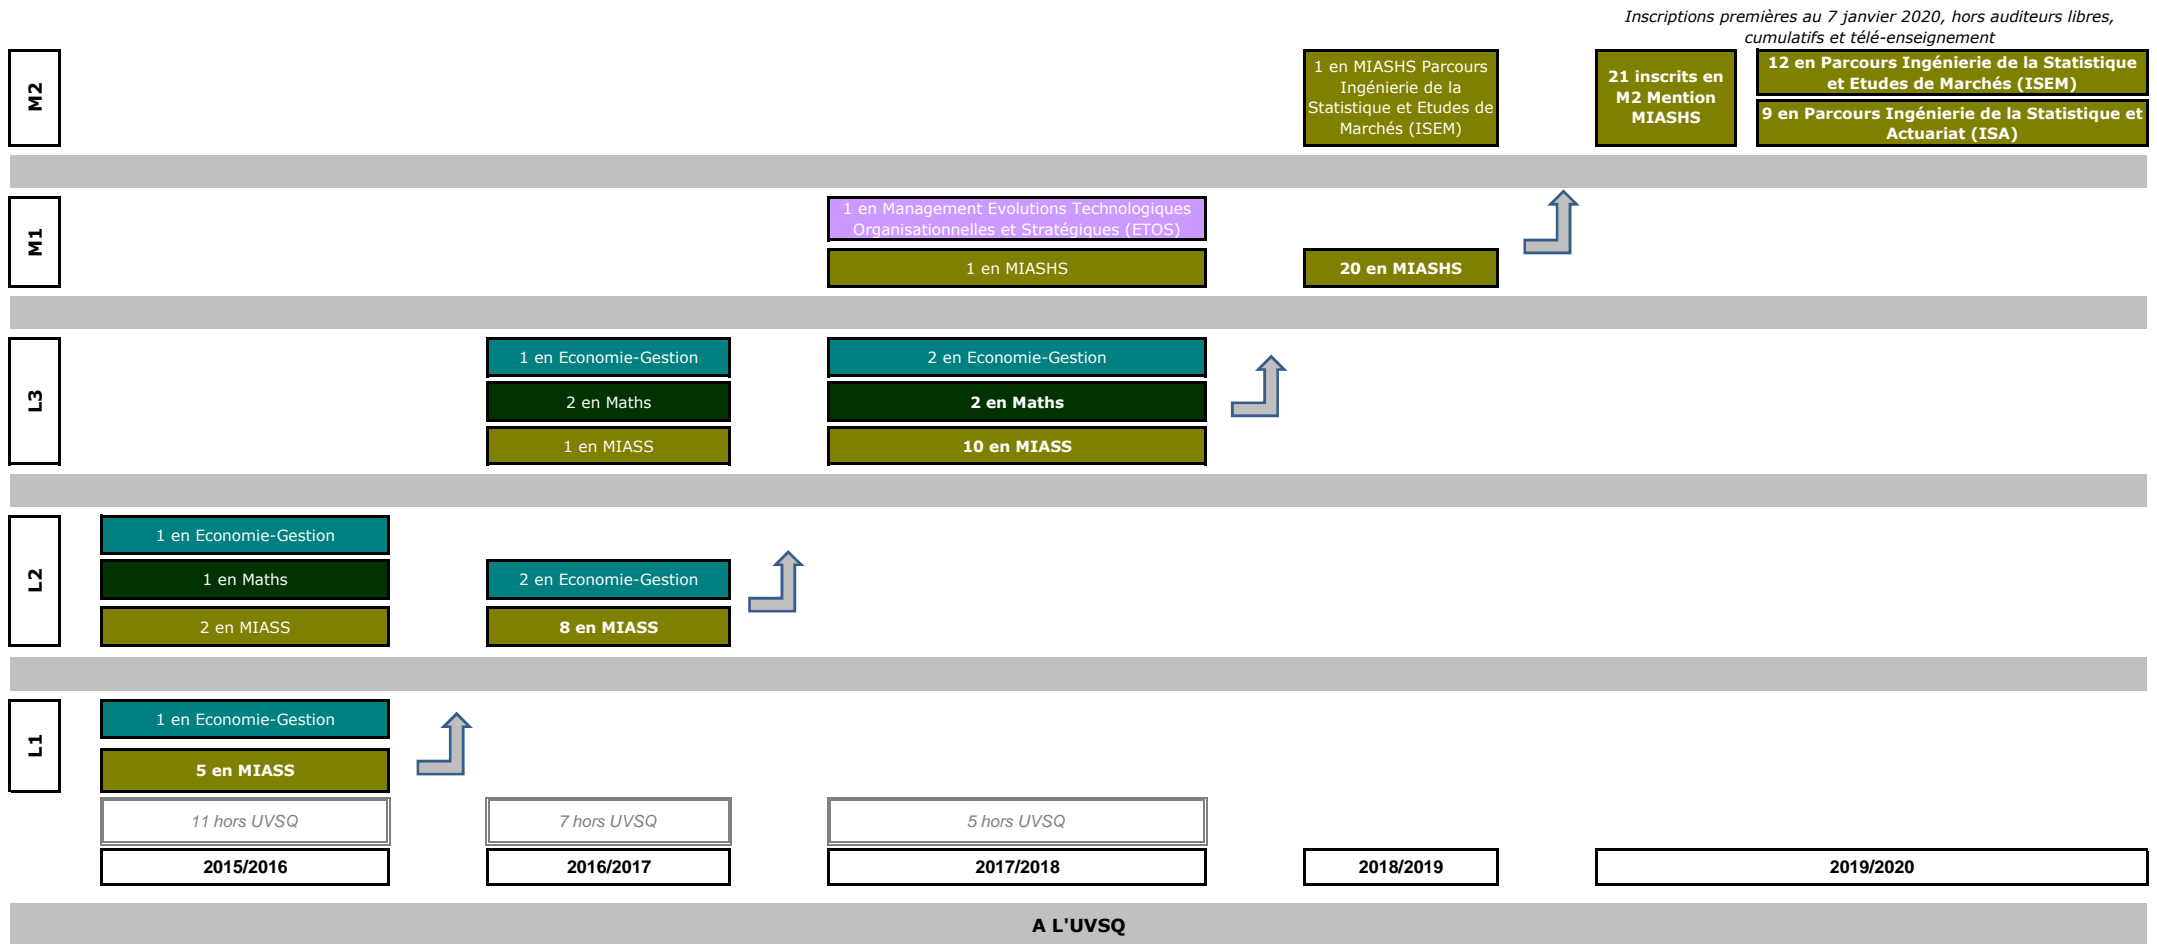 Inscriptions premières au 7 janvier 2020, hors auditeurs libres,
cumulatifs et télé-enseignement
M2
1 en MIASHS Parcours
Ingénierie de la
Statistique et Etudes de
Marchés (ISEM)
21 inscrits en
M2 Mention
MIASHS
12 en Parcours Ingénierie de la Statistique
et Etudes de Marchés (ISEM)
9 en Parcours Ingénierie de la Statistique et
Actuariat (ISA)
M1
1 en Management Evolutions Technologiques
Organisationnelles et Stratégiques (ETOS)
1 en MIASHS
20 en MIASHS
L3
1 en Economie-Gestion
2 en Economie-Gestion
2 en Maths
2 en Maths
1 en MIASS
10 en MIASS
L2
1 en Economie-Gestion
1 en Maths
2 en Economie-Gestion
2 en MIASS
8 en MIASS
L1
1 en Economie-Gestion
5 en MIASS
11 hors UVSQ
7 hors UVSQ
5 hors UVSQ
2015/2016
2016/2017
2017/2018
2018/2019
2019/2020
A L'UVSQ